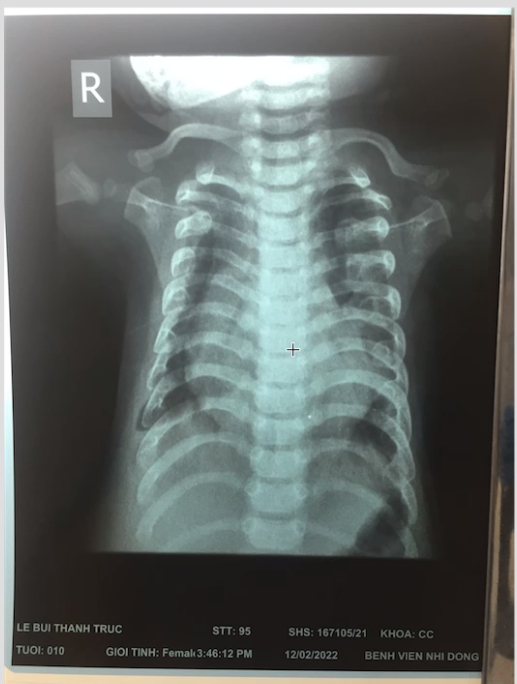 R
LE BUI THANH TRUC STT: 95 SHS: 167105/21 KHOA: CC
TUOI: 010 GIOI TINH: Female 3:46:12 PM 12/02/2022 BENH VIEN NHI DONG